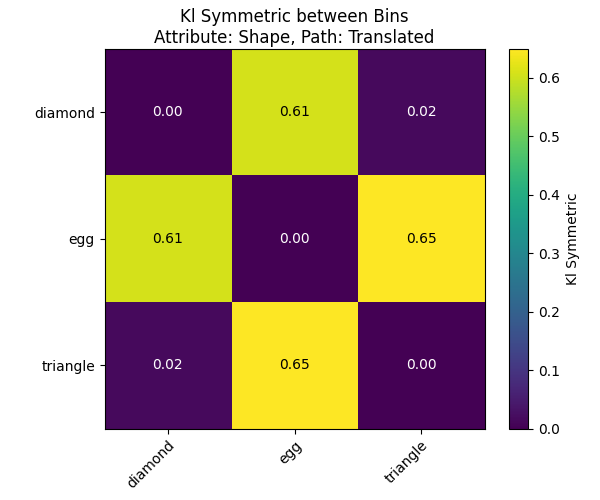 Kl Symmetric between Bins
Attribute: Shape, Path: Translated
diamond
0.00
0.61
0.02
egg
0.61
0.00
0.65
triangle
0.02
0.65
0.00
diamond
egg
triangle
0.6
0.5
0.4
0.3
0.2
0.1
0.0
Kl Symmetric